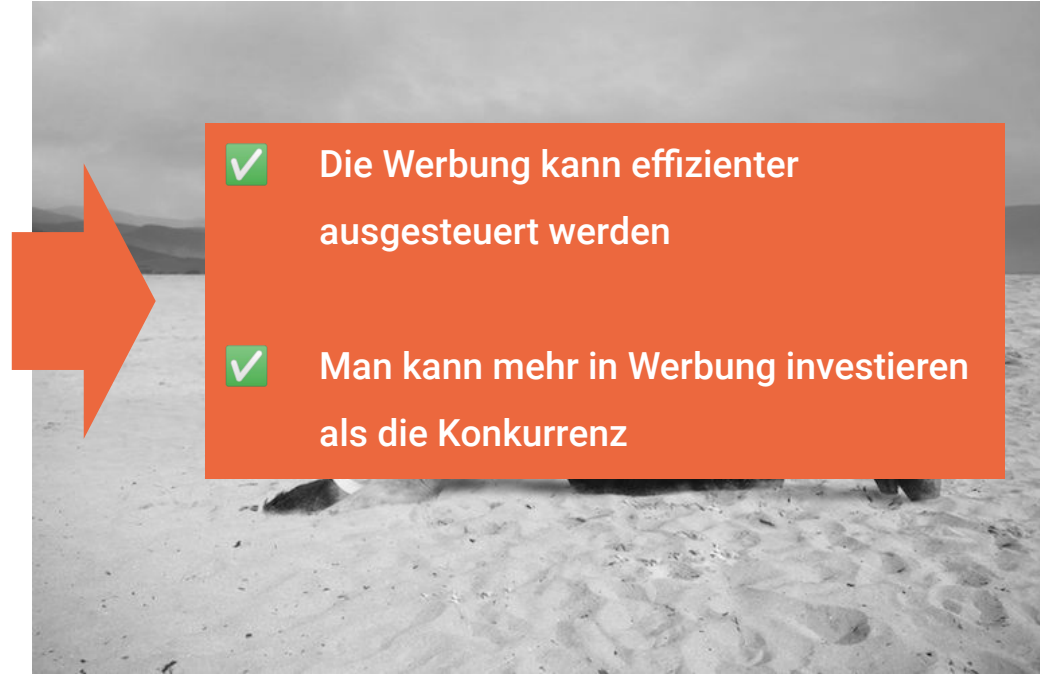 ✅ Die Werbung kann effizienter
ausgesteuert werden
✅ Man kann mehr in Werbung investieren
als die Konkurrenz